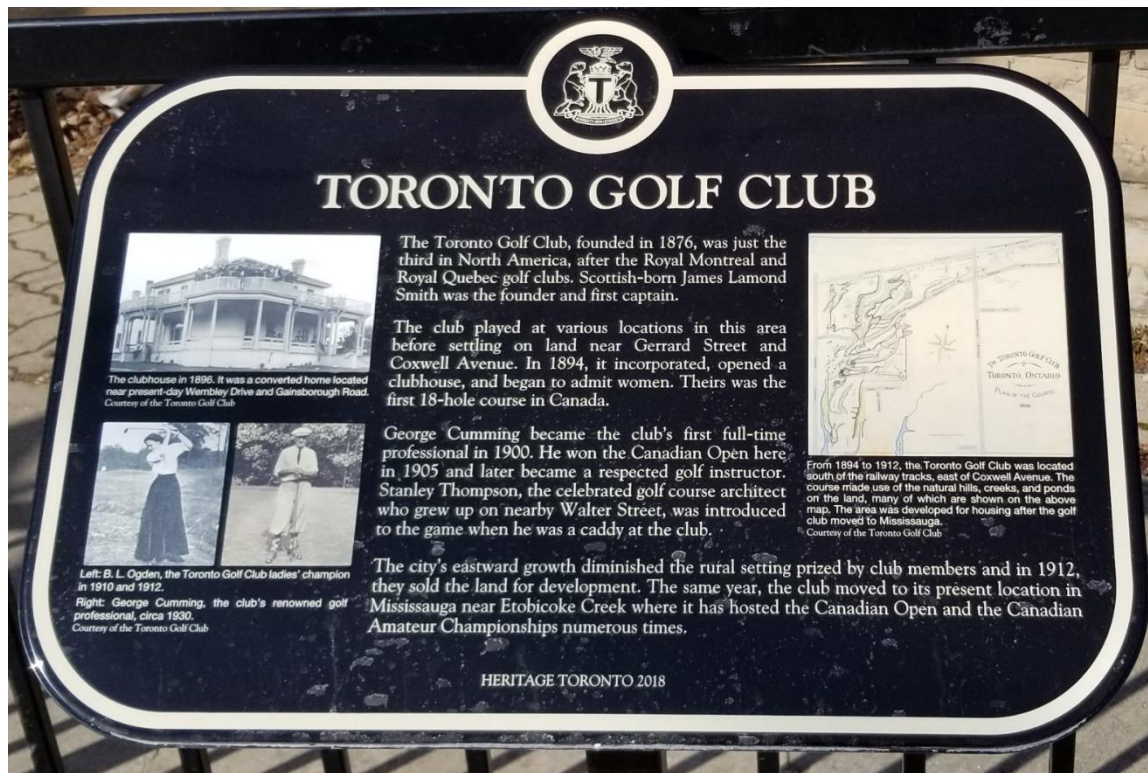 T
TORONTO GOLF CLUB
The Toronto Golf Club, founded in 1876, was just the
third in North America, after the Royal Montreal and
Royal Quebec golf clubs. Scottish-born James Lamond
Smith was the founder and first captain.
The club played at various locations in this area
before settling on land near Gerrard Street and
Coxwell Avenue. In 1894, it incorporated, opened a
clubhouse, and began to admit women. Theirs was the
first 18-hole course in Canada.
George Cumming became the club's first full-time
professional in 1900. He won the Canadian Open here
in 1905 and later became a respected golf instructor.
Stanley Thompson, the celebrated golf course architect
who grew up on nearby Walter Street, was introduced
to the game when he was a caddy at the club.
The city's eastward growth diminished the rural setting prized by club members and in 1912,
they sold the land for development. The same year, the club moved to its present location in
Mississauga near Etobicoke Creek where it has hosted the Canadian Open and the Canadian
Amateur Championships numerous times.
The clubhouse in 1896. It was a converted home located
near present-day Wembley Drive and Gainsborough Road.
Courtesy of the Toronto Golf Club
Left: B. L. Ogden, the Toronto Golf Club ladies' champion
in 1910 and 1912.
Right: George Cumming, the club's renowned golf
professional, circa 1930.
Courtesy of the Toronto Golf Club
The Toronto Golf Club
Toronto, Ontario
Plan of the Course
From 1894 to 1912, the Toronto Golf Club was located
south of the railway tracks, east of Coxwell Avenue. The
course made use of the natural hills, creeks, and ponds
on the land, many of which are shown on the above
map. The area was developed for housing after the golf
club moved to Mississauga.
Courtesy of the Toronto Golf Club
HERITAGE TORONTO 2018